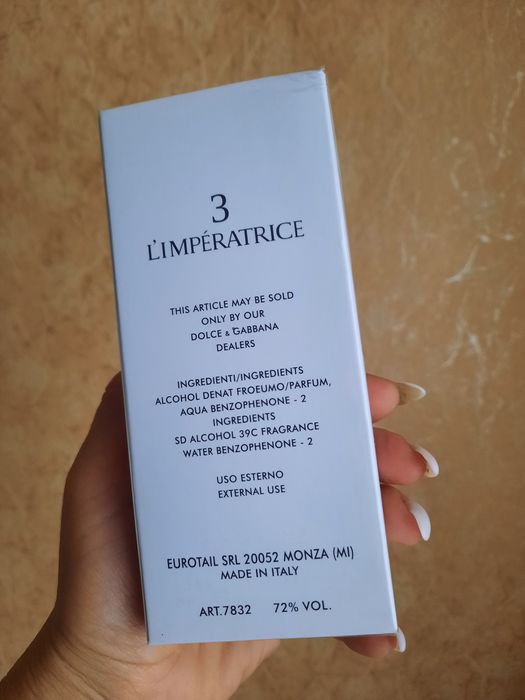 3
L'IMPÉRATRICE
THIS ARTICLE MAY BE SOLD
ONLY BY OUR
DOLCE & GABBANA
DEALERS
INGREDIENTI/INGREDIENTS
ALCOHOL DENAT FROEUMO/PARFUM,
AQUA BENZOPHENONE - 2
INGREDIENTS
SD ALCOHOL 39C FRAGRANCE
WATER BENZOPHENONE - 2
USO ESTERNO
EXTERNAL USE
EUROTAIL SRL 20052 MONZA (MI)
MADE IN ITALY
ART.7832 72% VOL.